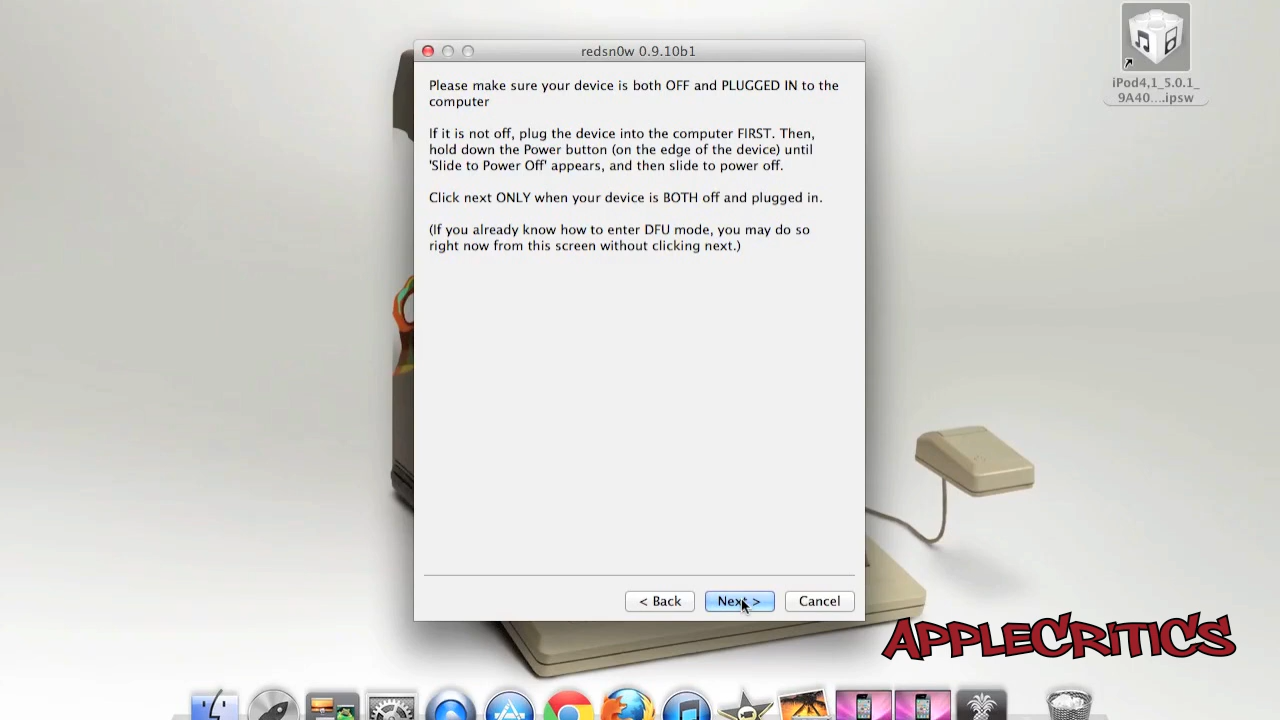 redsn0w 0.9.10b1
Please make sure your device is both OFF and PLUGGED IN to the
computer
If it is not off, plug the device into the computer FIRST. Then,
hold down the Power button (on the edge of the device) until
'Slide to Power Off' appears, and then slide to power off.
Click next ONLY when your device is BOTH off and plugged in.
(If you already know how to enter DFU mode, you may do so
right now from this screen without clicking next.)
< Back
Next >
Cancel
iPod4,1_5.0.1_
9A40....ipsw
APPLECRITICS